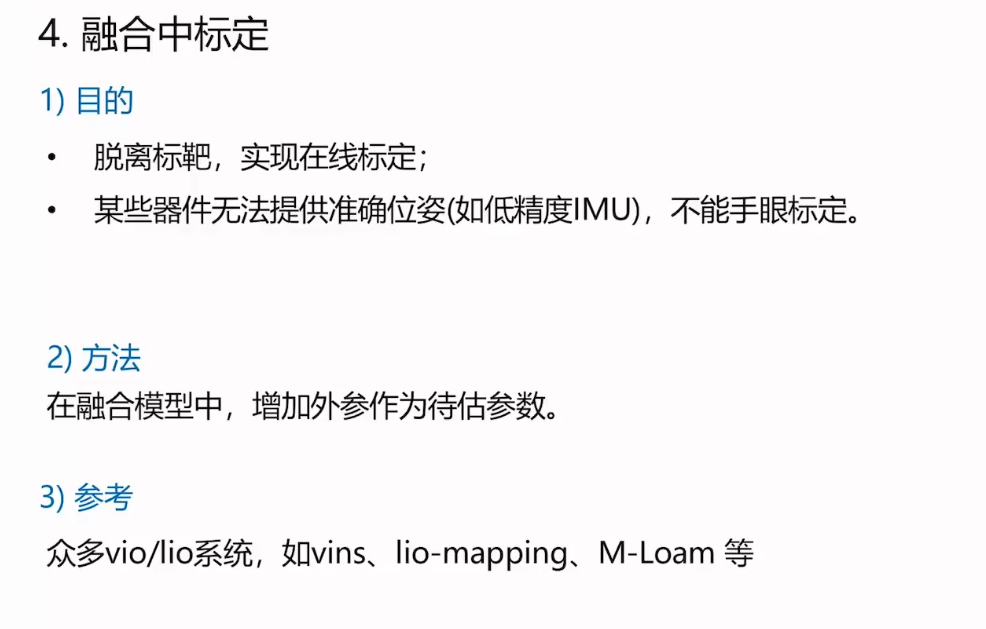 4. 融合中标定
1) 目的
• 脱离标靶，实现在线标定；
• 某些器件无法提供准确位姿(如低精度IMU)，不能手眼标定。
2) 方法
在融合模型中，增加外参作为待估参数。
3) 参考
众多vio/lio系统，如vins、lio-mapping、M-Loam 等